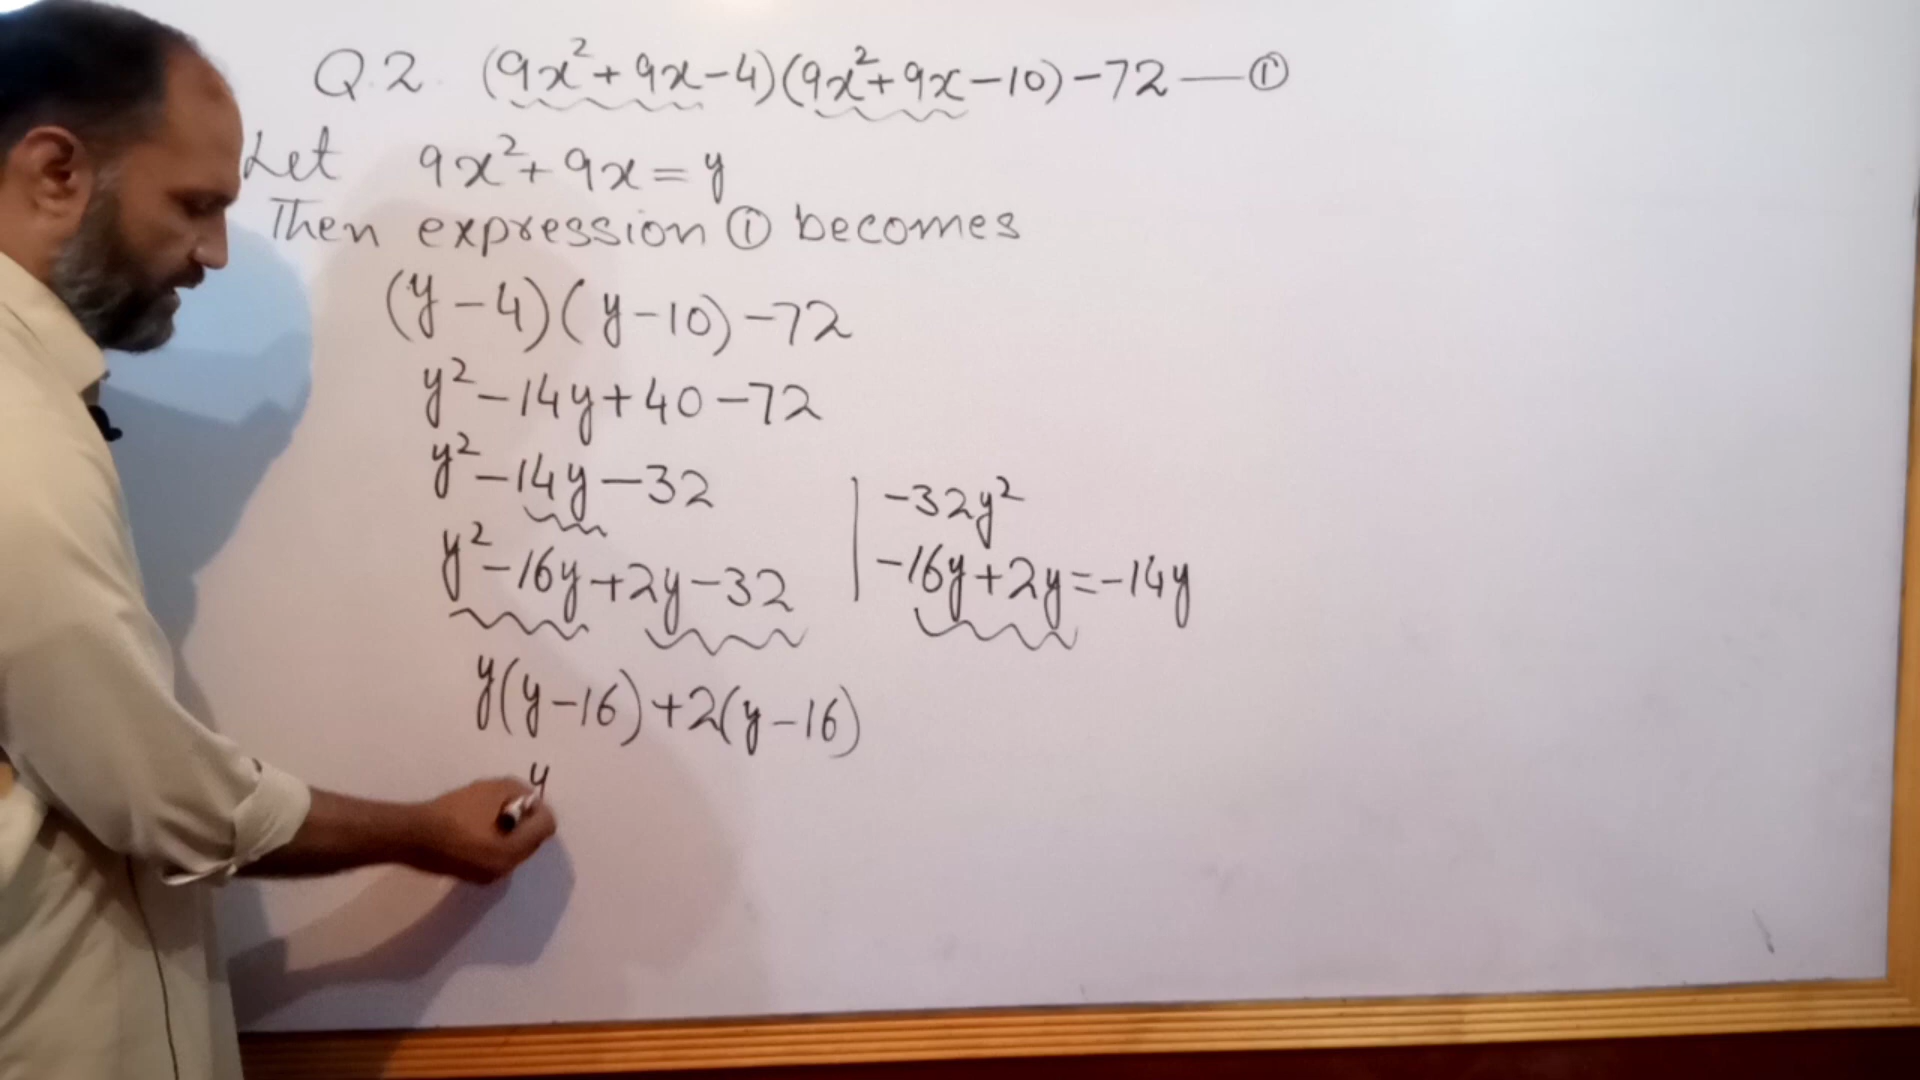 Q.2. (9x²+9x-4)(9x²+9x-10)-72 — ①
Let 9x²+9x=y
Then expression ① becomes
(y-4)(y-10)-72
y²-14y+40-72
y²-14y-32
y²-16y+2y-32
y(y-16)+2(y-16)
y
-32y²
-16y+2y=-14y